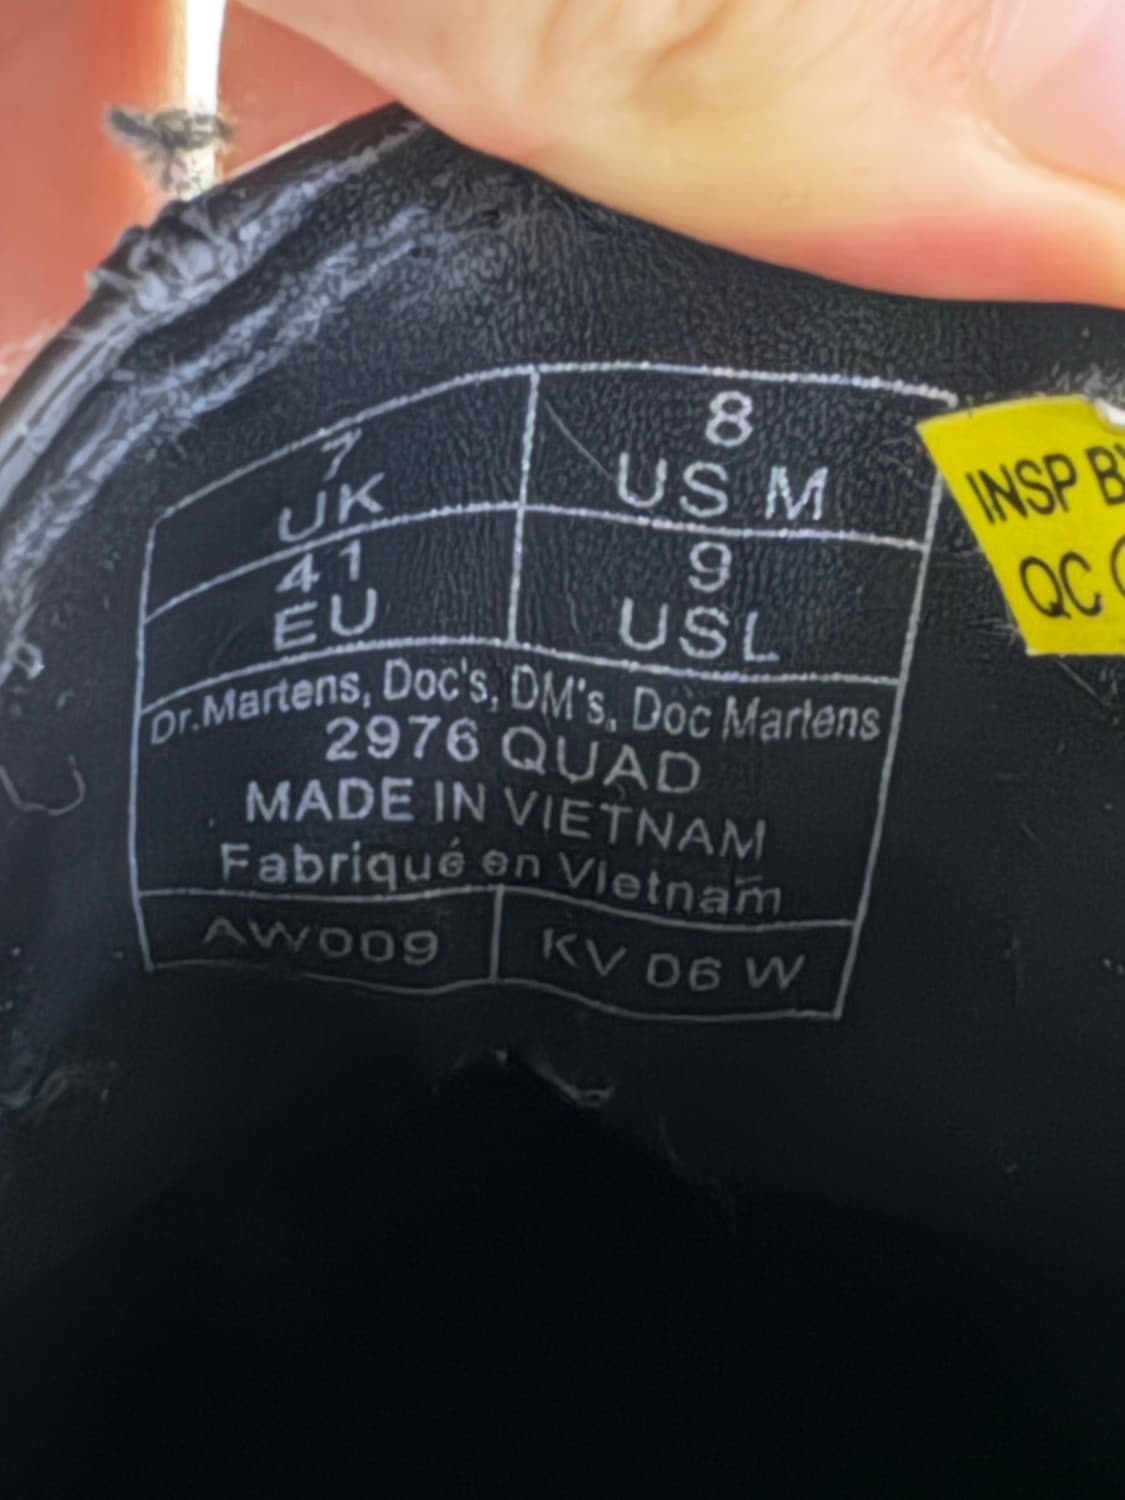 7
UK
8
US M
41
EU
9
USL
Dr.Martens, Doc's, DM's, Doc Martens
2976 QUAD
MADE IN VIETNAM
Fabriqué en Vietnam
AW009
KV 06 W
INSP BY
QC